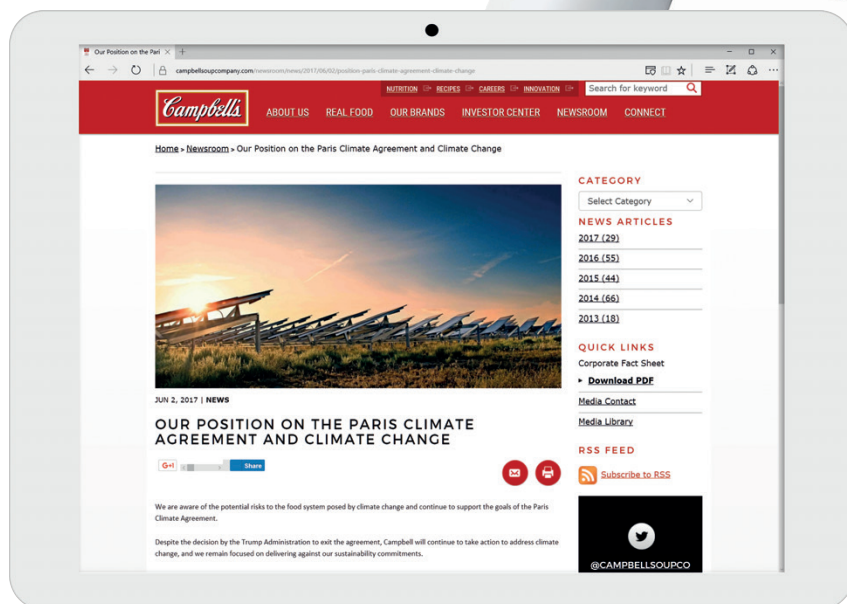 Our Position on the Pari
campbellsoupcompany.com/newsroom/news/2017/06/02/position-paris-climate-agreement-climate-change
NUTRITION RECIPES CAREERS INNOVATION
Search for keyword
Campbell's
ABOUT US REAL FOOD OUR BRANDS INVESTOR CENTER NEWSROOM CONNECT
Home » Newsroom » Our Position on the Paris Climate Agreement and Climate Change
JUN 2, 2017 | NEWS
OUR POSITION ON THE PARIS CLIMATE
AGREEMENT AND CLIMATE CHANGE
G+1
Share
We are aware of the potential risks to the food system posed by climate change and continue to support the goals of the Paris
Climate Agreement.
Despite the decision by the Trump Administration to exit the agreement, Campbell will continue to take action to address climate
change, and we remain focused on delivering against our sustainability commitments.
CATEGORY
Select Category
NEWS ARTICLES
2017 (29)
2016 (55)
2015 (44)
2014 (66)
2013 (18)
QUICK LINKS
Corporate Fact Sheet
Download PDF
Media Contact
Media Library
RSS FEED
Subscribe to RSS
@CAMPBELLSOUPCO